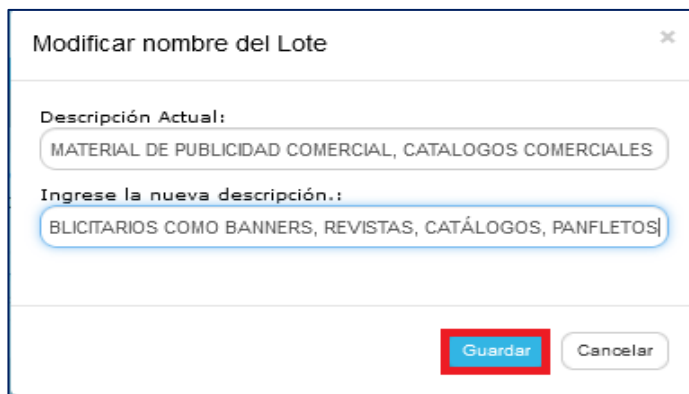 Modificar nombre del Lote
×
Descripción Actual:
MATERIAL DE PUBLICIDAD COMERCIAL, CATALOGOS COMERCIALES
Ingrese la nueva descripción.:
BLICITARIOS COMO BANNERS, REVISTAS, CATÁLOGOS, PANFLETOS
Guardar
Cancelar